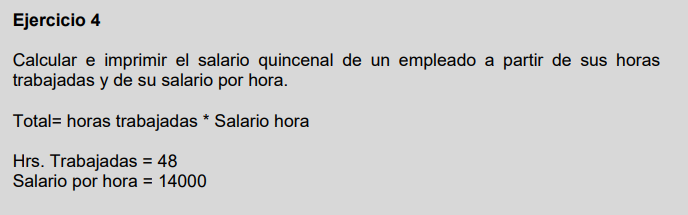 Ejercicio 4
Calcular e imprimir el salario quincenal de un empleado a partir de sus horas
trabajadas y de su salario por hora.
Total= horas trabajadas * Salario hora
Hrs. Trabajadas = 48
Salario por hora = 14000